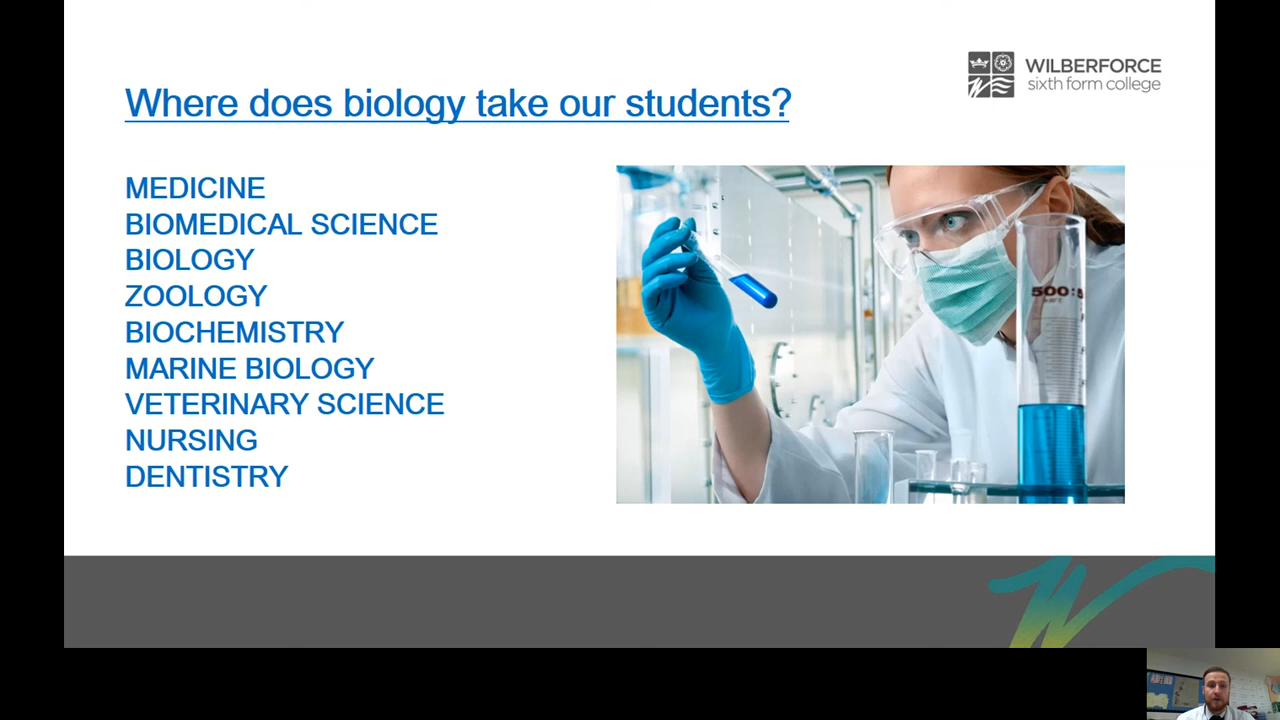 WILBERFORCE
sixth form college
Where does biology take our students?
MEDICINE
BIOMEDICAL SCIENCE
BIOLOGY
ZOOLOGY
BIOCHEMISTRY
MARINE BIOLOGY
VETERINARY SCIENCE
NURSING
DENTISTRY